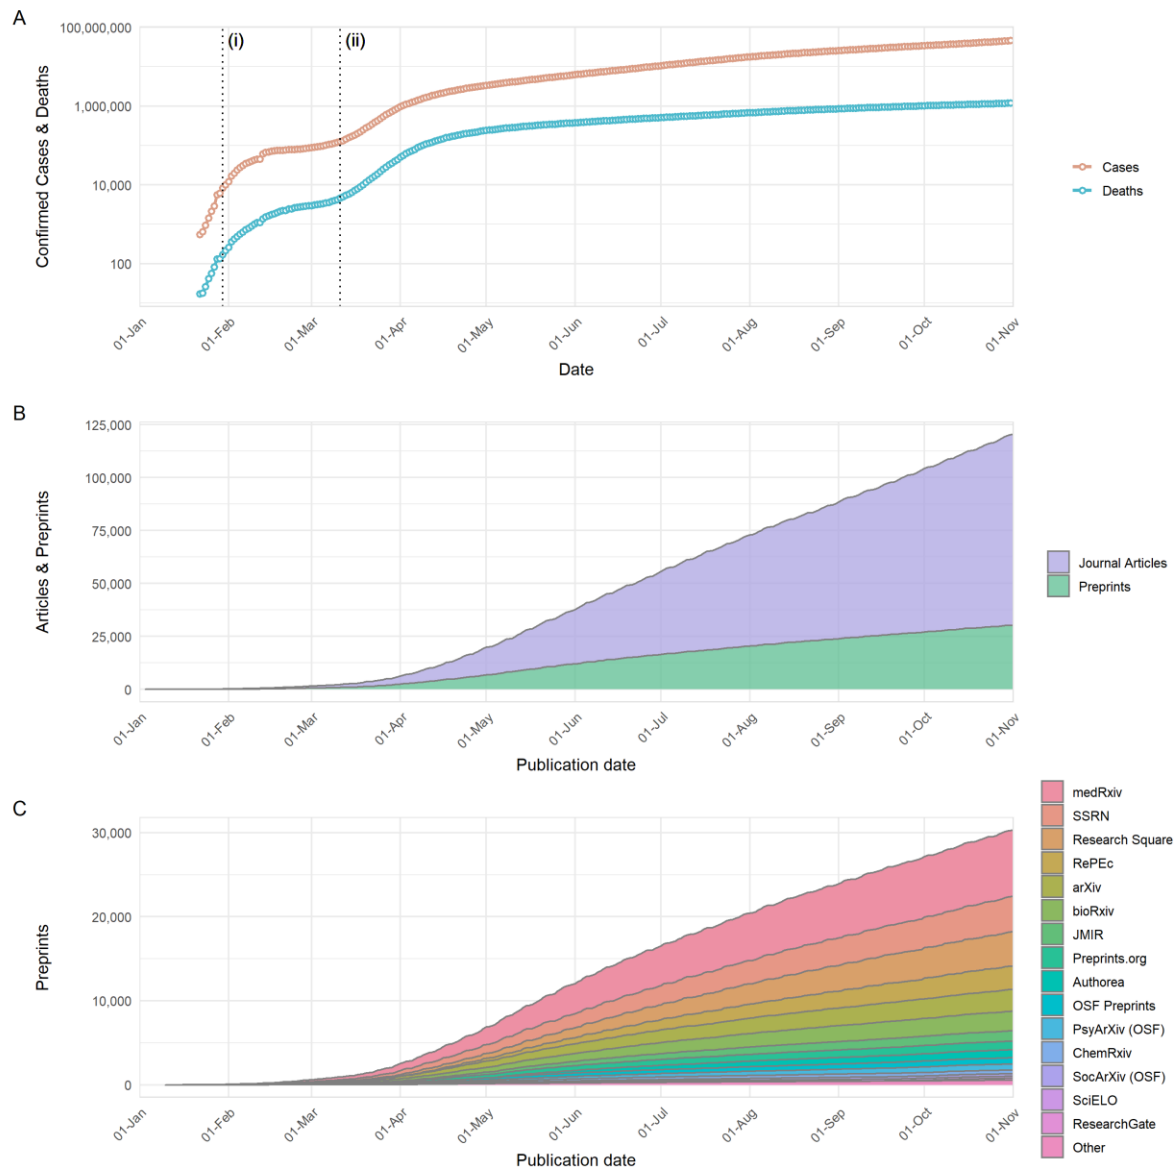 A
100,000,000
(i)
(ii)
1,000,000
10,000
100
Confirmed Cases & Deaths
Cases
Deaths
01-Jan
01-Feb
01-Mar
01-Apr
01-May
01-Jun
01-Jul
01-Aug
01-Sep
01-Oct
01-Nov
Date
B
125,000
100,000
75,000
50,000
25,000
0
Articles & Preprints
Journal Articles
Preprints
01-Jan
01-Feb
01-Mar
01-Apr
01-May
01-Jun
01-Jul
01-Aug
01-Sep
01-Oct
01-Nov
Publication date
C
30,000
20,000
10,000
0
Preprints
medRxiv
SSRN
Research Square
RePEc
arXiv
bioRxiv
JMIR
Preprints.org
Authorea
OSF Preprints
PsyArXiv (OSF)
ChemRxiv
SocArXiv (OSF)
SciELO
ResearchGate
Other
01-Jan
01-Feb
01-Mar
01-Apr
01-May
01-Jun
01-Jul
01-Aug
01-Sep
01-Oct
01-Nov
Publication date